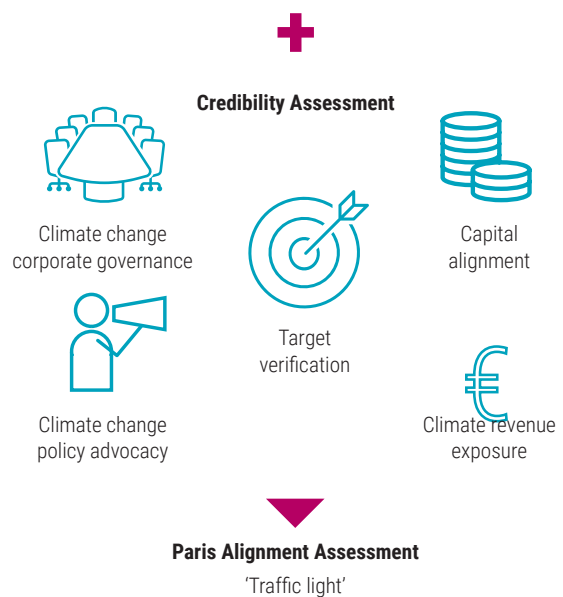 Credibility Assessment
Climate change
corporate governance
Capital
alignment
Target
verification
Climate change
policy advocacy
Climate revenue
exposure
Paris Alignment Assessment
‘Traffic light’